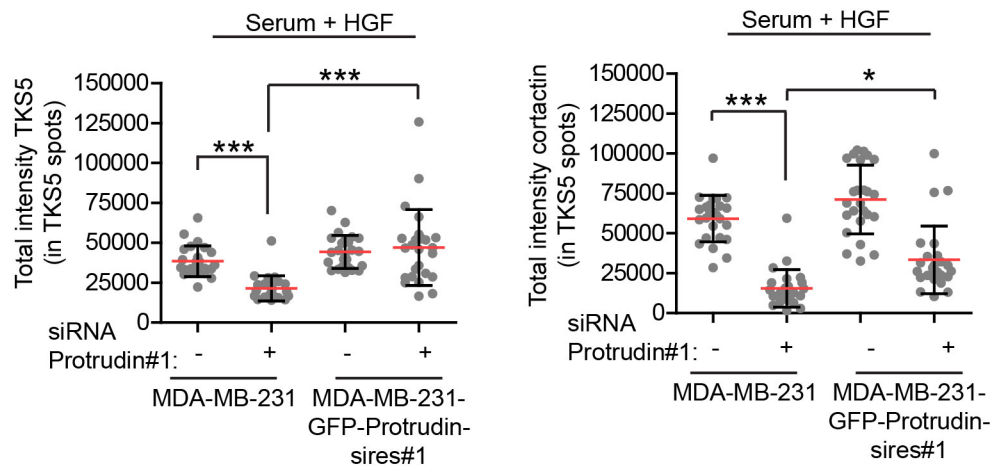 Serum + HGF
Total intensity TKS5
(in TKS5 spots)
150000
125000
100000
75000
50000
25000
0
***
***
siRNA
Protrudin#1:
- + - +
MDA-MB-231
MDA-MB-231-
GFP-Protrudin-
sires#1
Serum + HGF
Total intensity cortactin
(in TKS5 spots)
150000
125000
100000
75000
50000
25000
0
***
*
siRNA
Protrudin#1:
- + - +
MDA-MB-231
MDA-MB-231-
GFP-Protrudin-
sires#1